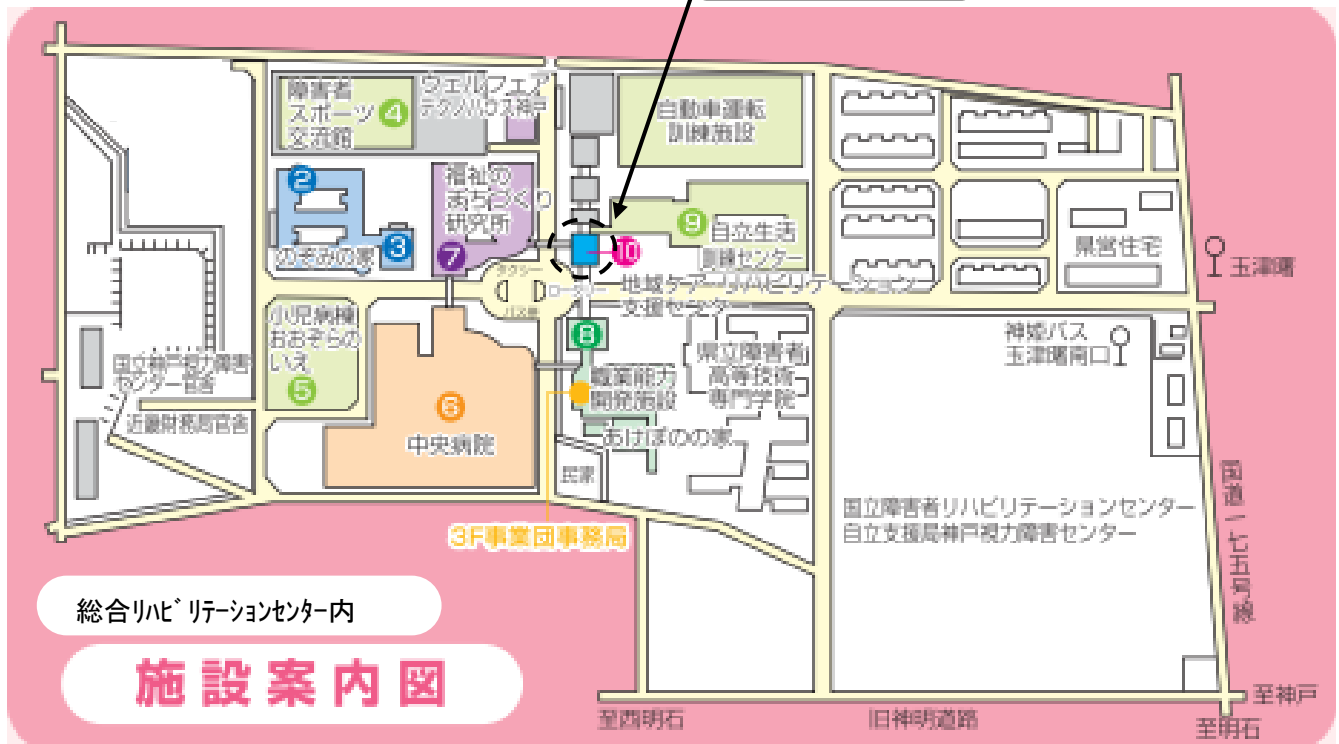 障害者
スポーツ
交流館
4
ウェルフェア
テクノハウス神戸
自動車運転
訓練施設
2
3
のぞみの家
福祉の
まちづくり
研究所
7
9
自立生活
訓練センター
10
県営住宅
玉津曙
タクシー
ロータリー
バス停
地域ケア・リハビリテーション
支援センター
小児病棟
おおぞらの
いえ
5
国立神戸視力障害
センター官舎
近畿財務局官舎
6
中央病院
8
職業能力
開発施設
県立障害者
高等技術
専門学院
神姫バス
玉津曙南口
あけぼのの家
民家
3F事業団事務局
国立障害者リハビリテーションセンター
自立支援局神戸視力障害センター
国道一七五号線
総合リハビリテーションセンター内
施設案内図
至西明石
旧神明道路
至神戸
至明石